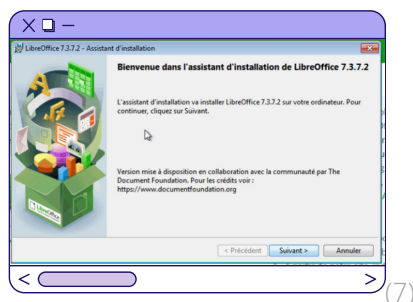 LibreOffice 7.3.7.2 - Assistant d'installation
Bienvenue dans l'assistant d'installation de LibreOffice 7.3.7.2
L'assistant d'installation va installer LibreOffice 7.3.7.2 sur votre ordinateur. Pour
continuer, cliquez sur Suivant.
Version mise à disposition en collaboration avec la communauté par The
Document Foundation. Pour les crédits voir :
https://www.documentfoundation.org
LibreOffice
< Précédent
Suivant >
Annuler
(7)